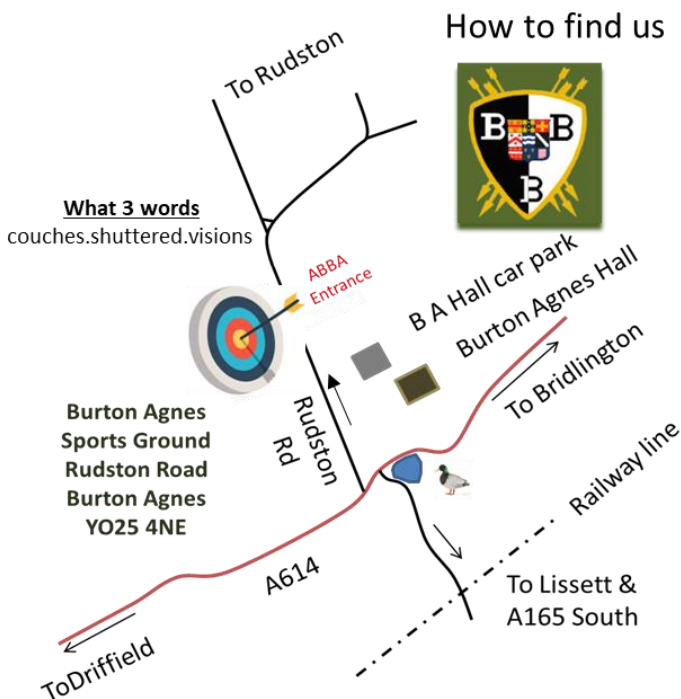 How to find us
To Rudston
B B
B
What 3 words
couches.shuttered.visions
ABBA
Entrance
B A Hall car park
Burton Agnes Hall
To Bridlington
Rudston
Rd
Burton Agnes
Sports Ground
Rudston Road
Burton Agnes
YO25 4NE
Railway line
A614
To Lissett &
A165 South
ToDriffield